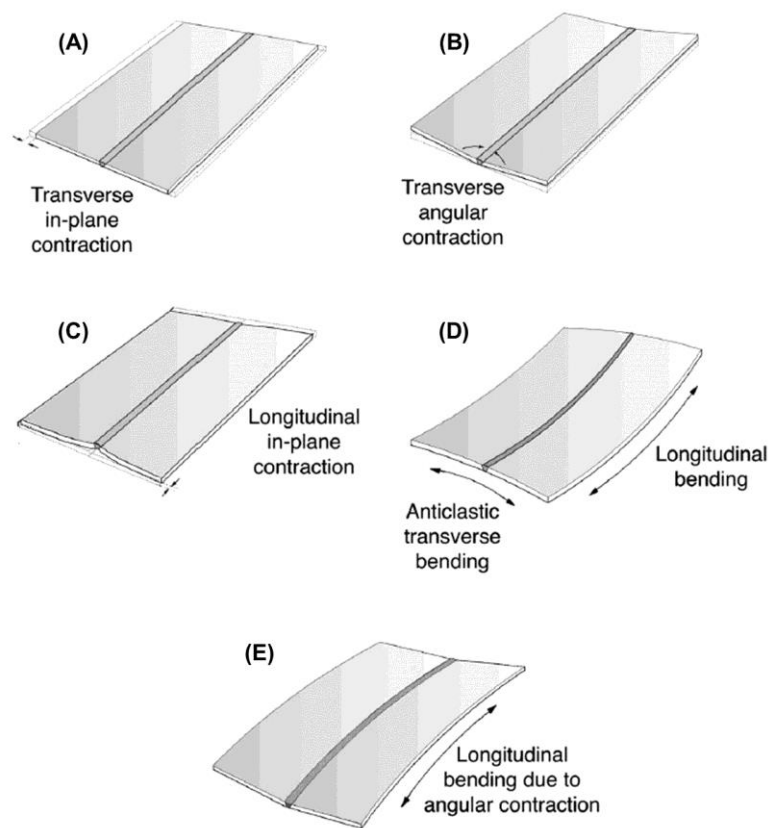 (A)
Transverse
in-plane
contraction
(B)
Transverse
angular
contraction
(C)
Longitudinal
in-plane
contraction
(D)
Longitudinal
bending
Anticlastic
transverse
bending
(E)
Longitudinal
bending due to
angular contraction